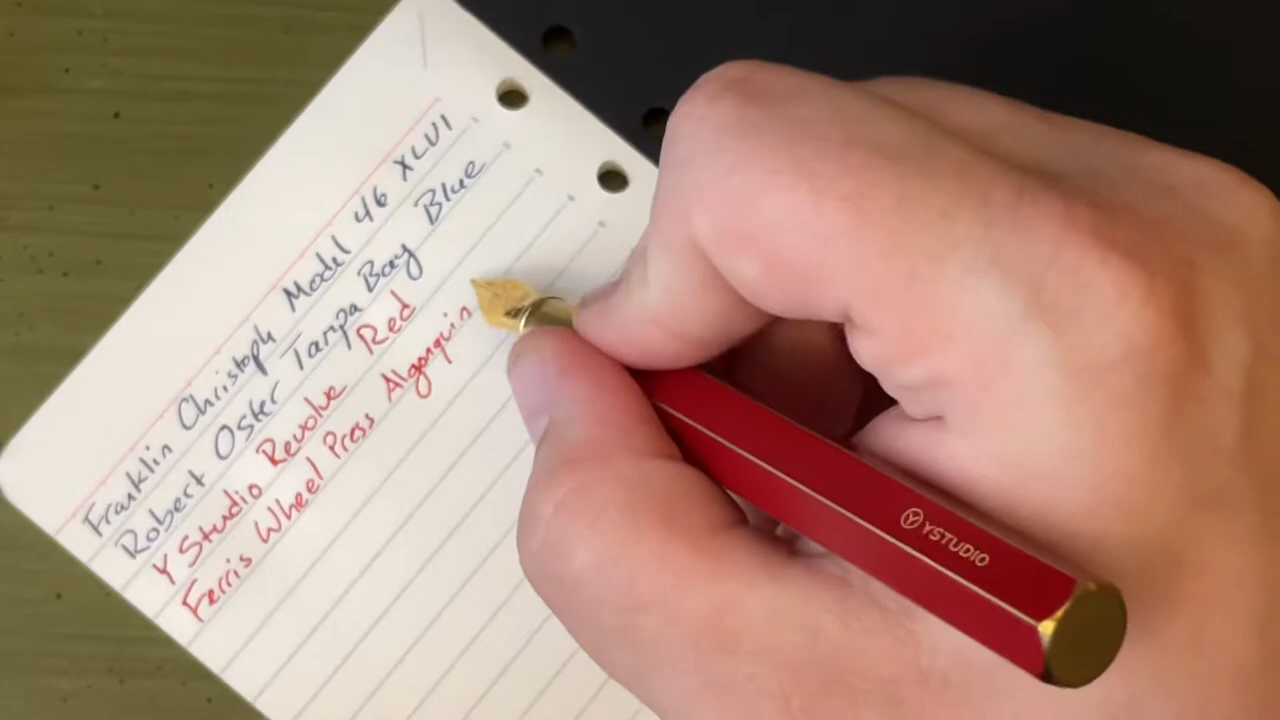 Franklin Christoph Model 46 XLVI
Robert Oster Tampa Bay Blue
Y Studio Revolve Red
Ferris Wheel Press Algonquin
YSTUDIO